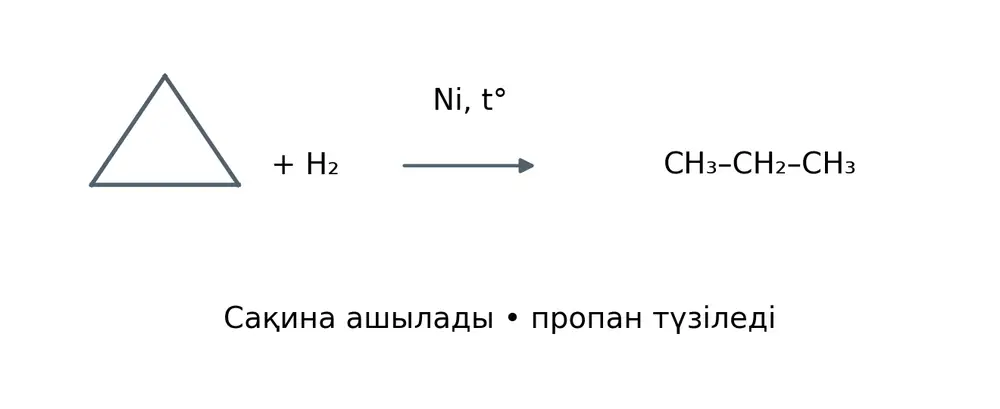 Ni, t°
+ H₂
CH₃–CH₂–CH₃
Сақина ашылады • пропан түзіледі